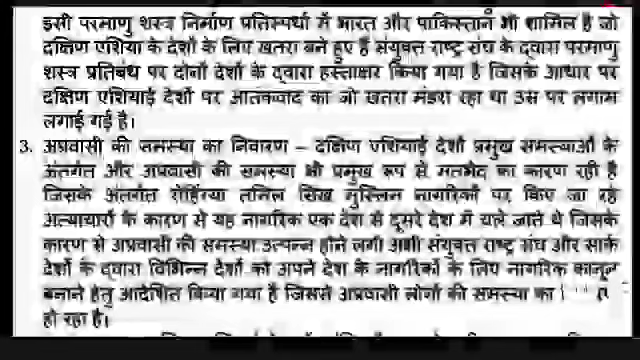 इसी परमाणु शस्त्र निर्माण प्रतिस्पर्धा में भारत और पाकिस्तान भी शामिल है जो
दक्षिण एशिया के देशों के लिए खतरा बने हुए हैं संयुक्त राष्ट्र संघ के द्वारा परमाणु
शस्त्र प्रतिबंध पर दोनों देशों के द्वारा हस्ताक्षर किया गया है जिसके आधार पर
दक्षिण एशियाई देशों पर आतंकवाद का जो खतरा मंडरा रहा था उस पर लगाम
लगाई गई है।
3. अप्रवासी की समस्या का निवारण – दक्षिण एशियाई देशों प्रमुख समस्याओं के
अंतर्गत और अप्रवासी की समस्या भी प्रमुख रूप से मतभेद का कारण रही है
जिसके अंतर्गत रोहिंग्या तमिल सिख मुस्लिम नागरिकों पर किए जा रहे
अत्याचारों के कारण से यह नागरिक एक देश से दूसरे देश में चले जाते थे जिसके
कारण से अप्रवासी की समस्या उत्पन्न होने लगी अभी संयुक्त राष्ट्र संघ और सार्क
देशों के द्वारा विभिन्न देशों को अपने देश के नागरिकों के लिए नागरिक कानून
बनाने हेतु आदेशित किया गया है जिससे अप्रवासी लोगों की समस्या का
हो रहा है।